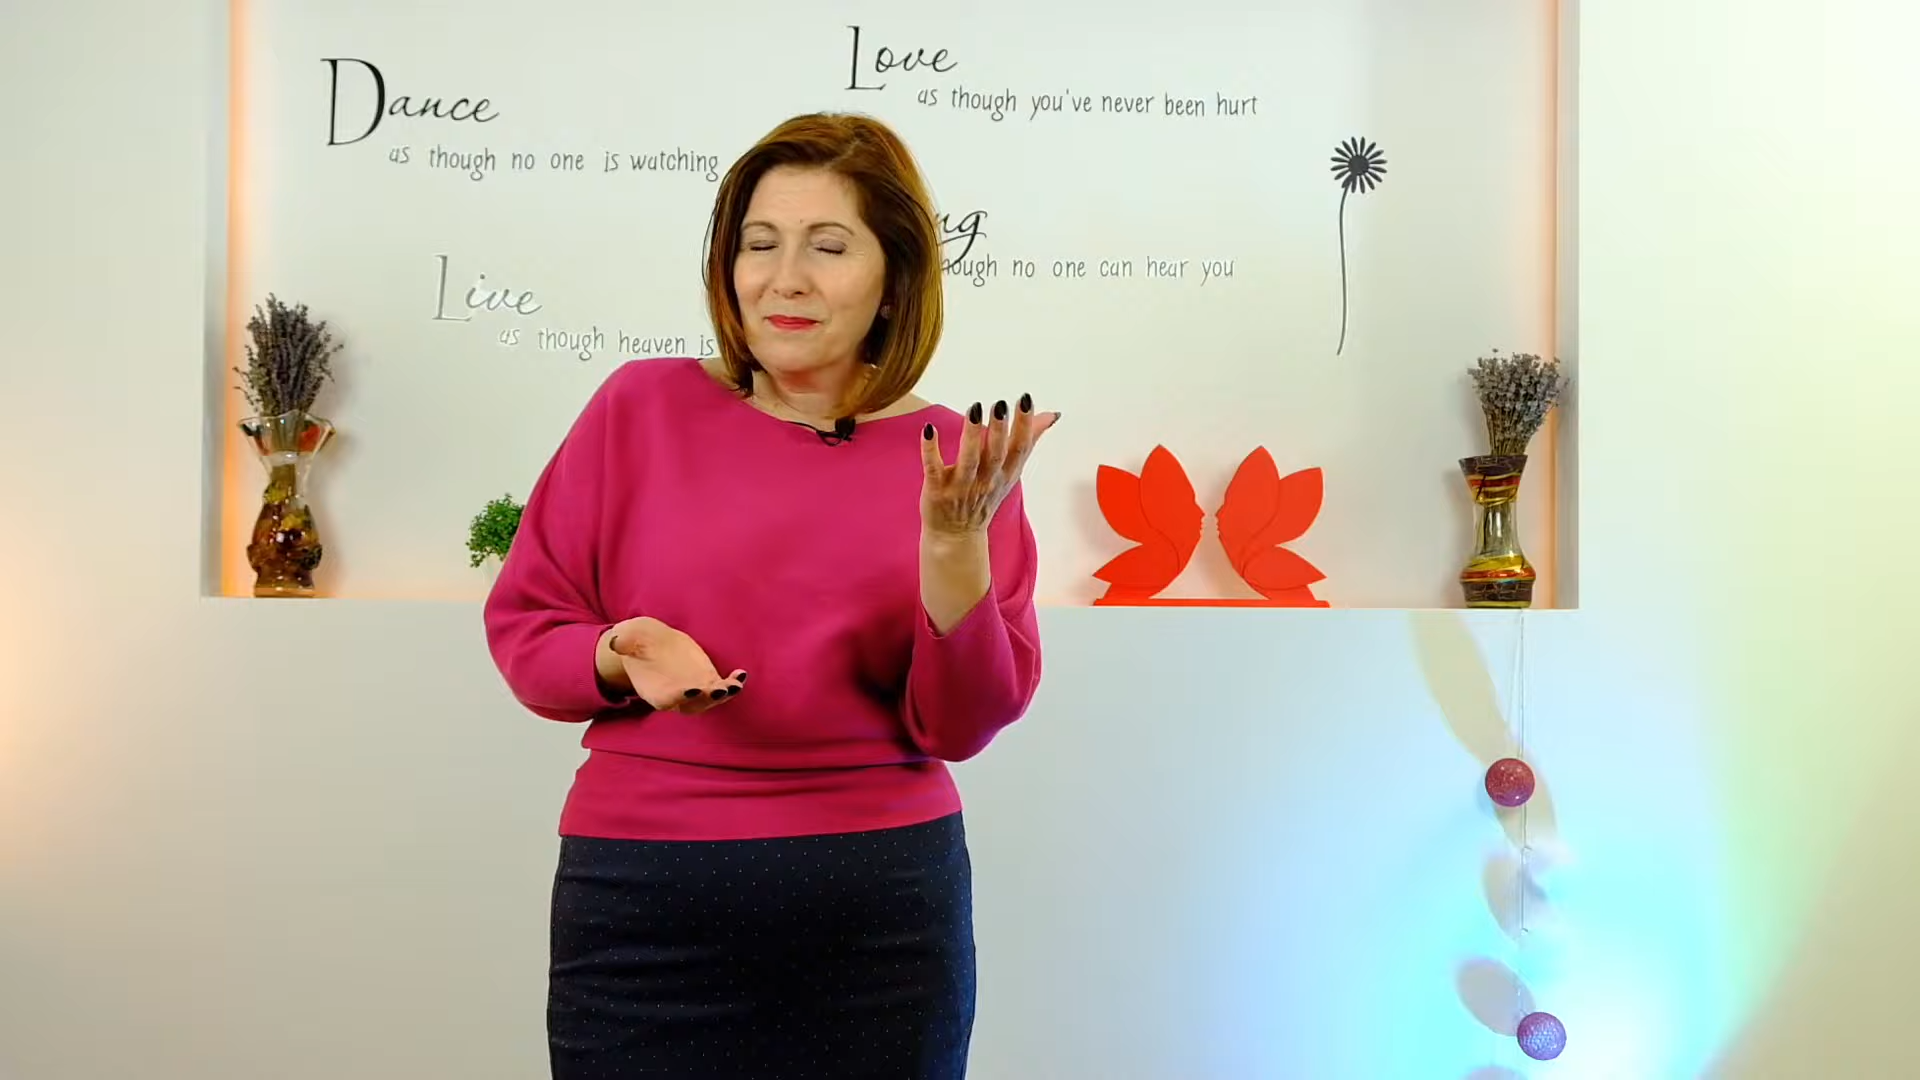 Dance
as though no one is watching
Love
as though you've never been hurt
no one can hear you
Live
as though heaven is